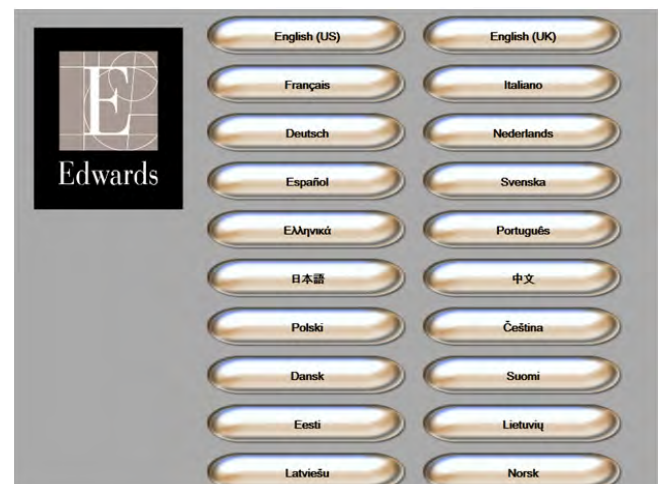 E
Edwards
English (US)
English (UK)
Français
Italiano
Deutsch
Nederlands
Español
Svenska
Ελληνικά
Português
日本語
中文
Polski
Čeština
Dansk
Suomi
Eesti
Lietuvių
Latviešu
Norsk